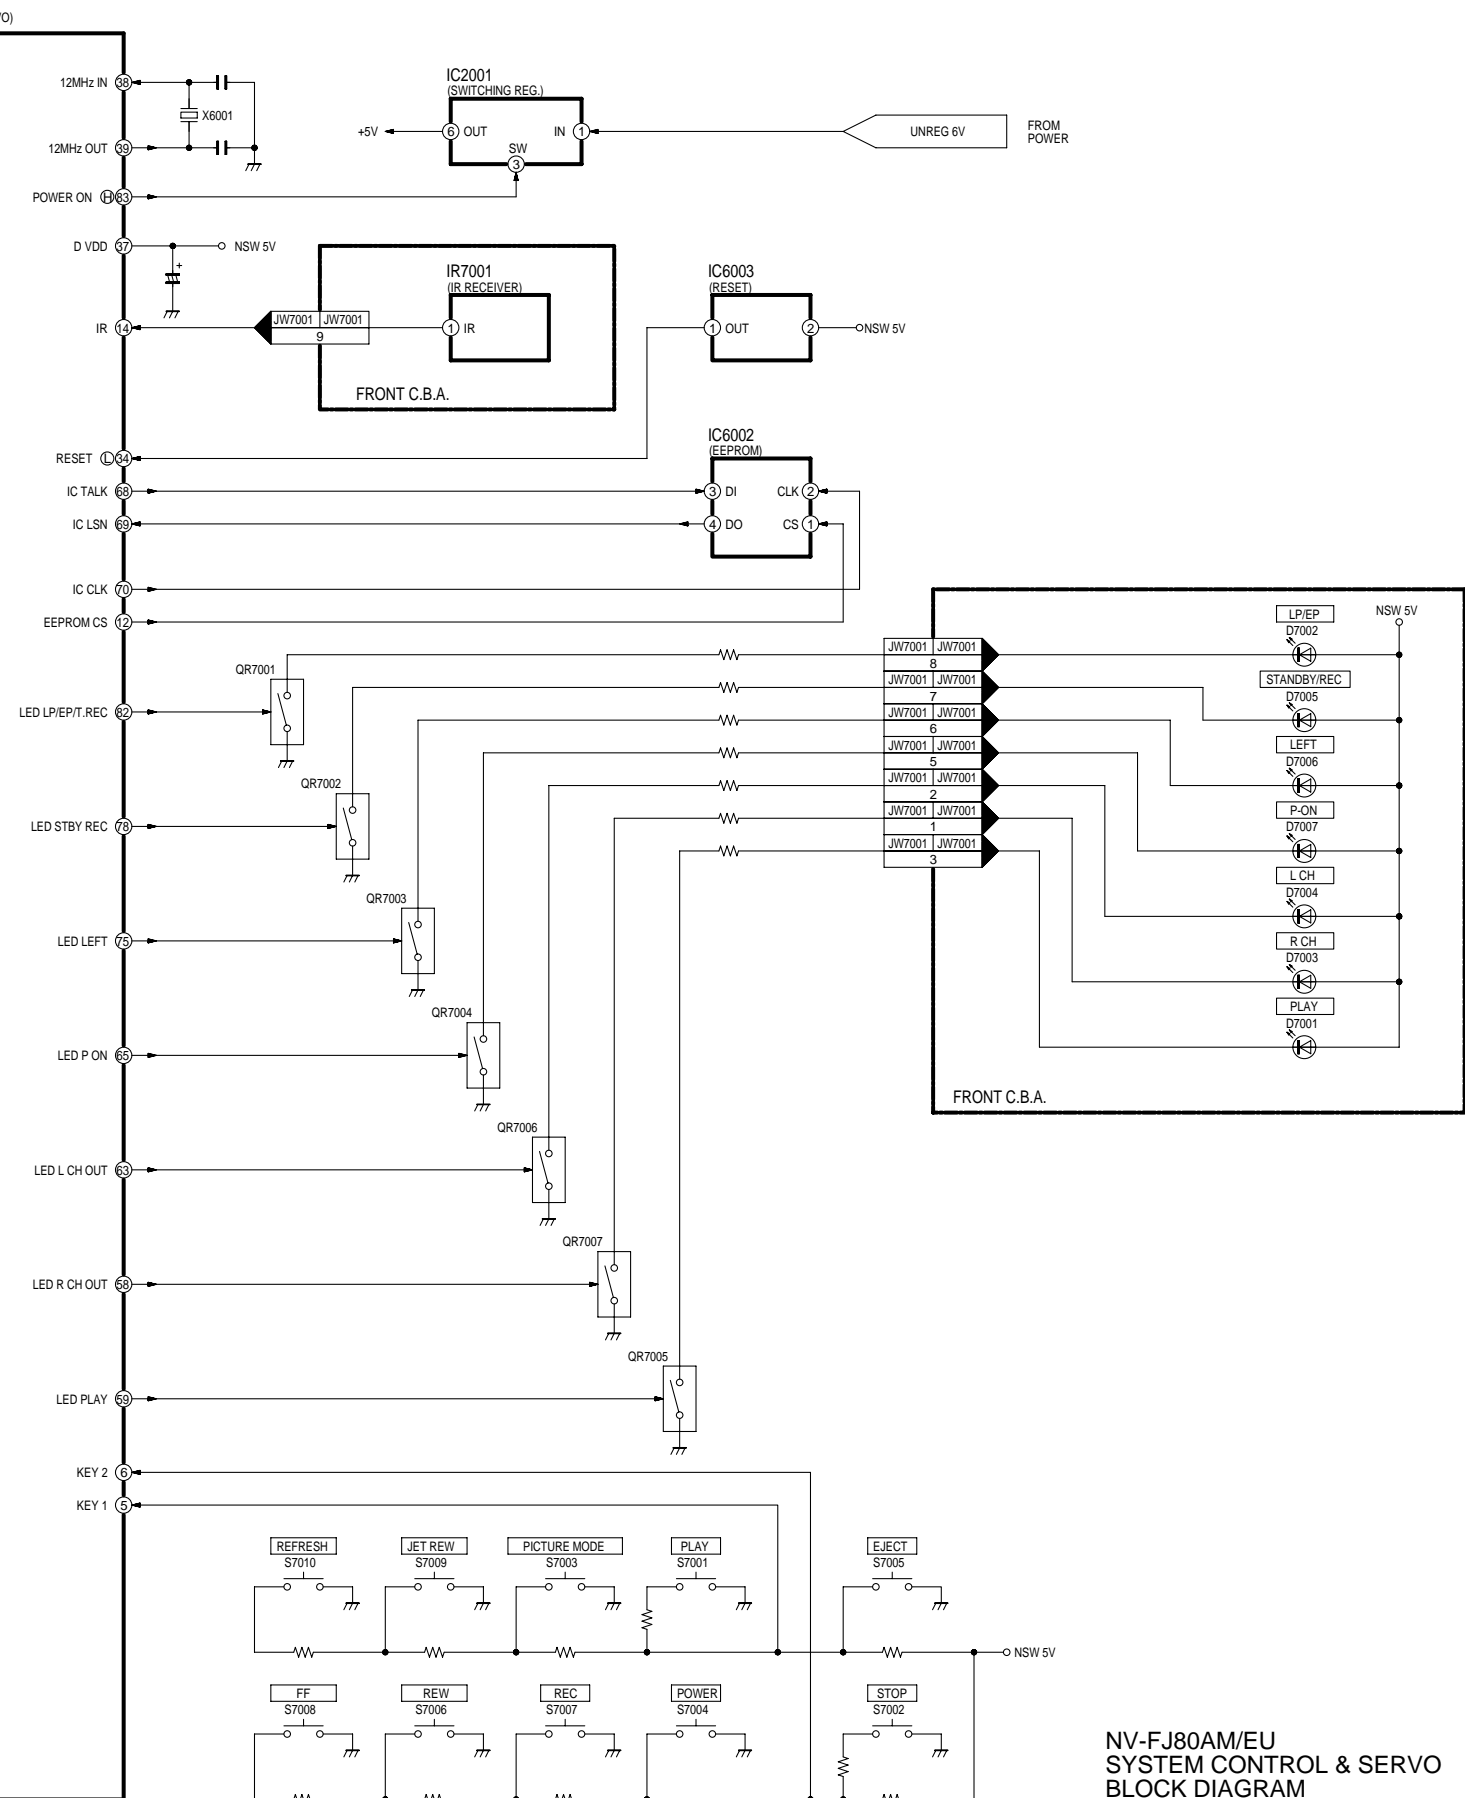 /O)
12MHz IN 38
X6001
12MHz OUT 39
POWER ON H 83
IC2001
(SWITCHING REG.)
+5V 6 OUT IN 1
SW
3
UNREG 6V
FROM
POWER
D VDD 37
NSW 5V
+
IR 14
JW7001 JW7001
9
IR7001
(IR RECEIVER)
1 IR
FRONT C.B.A.
IC6003
(RESET)
1 OUT 2
NSW 5V
RESET L 34
IC TALK 68
IC LSN 69
IC CLK 70
EEPROM CS 12
IC6002
(EEPROM)
3 DI CLK 2
4 DO CS 1
LED LP/EP/T.REC 82
QR7001
LED STBY REC 78
QR7002
LED LEFT 75
QR7003
LED P ON 65
QR7004
LED L CH OUT 63
QR7006
LED R CH OUT 58
QR7007
LED PLAY 59
QR7005
JW7001 JW7001
8
JW7001 JW7001
7
JW7001 JW7001
6
JW7001 JW7001
5
JW7001 JW7001
2
JW7001 JW7001
1
JW7001 JW7001
3
LP/EP
D7002
NSW 5V
STANDBY/REC
D7005
LEFT
D7006
P-ON
D7007
L CH
D7004
R CH
D7003
PLAY
D7001
FRONT C.B.A.
KEY 2 6
KEY 1 5
REFRESH
S7010
JET REW
S7009
PICTURE MODE
S7003
PLAY
S7001
EJECT
S7005
NSW 5V
FF
S7008
REW
S7006
REC
S7007
POWER
S7004
STOP
S7002
NV-FJ80AM/EU
SYSTEM CONTROL & SERVO
BLOCK DIAGRAM